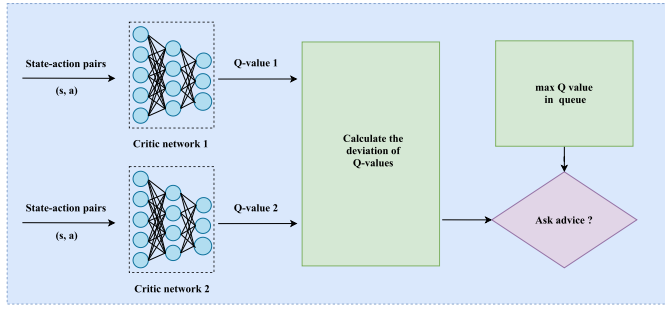 State-action pairs
(s, a)
Critic network 1
Q-value 1
State-action pairs
(s, a)
Critic network 2
Q-value 2
Calculate the
deviation of
Q-values
max Q value
in queue
Ask advice ?